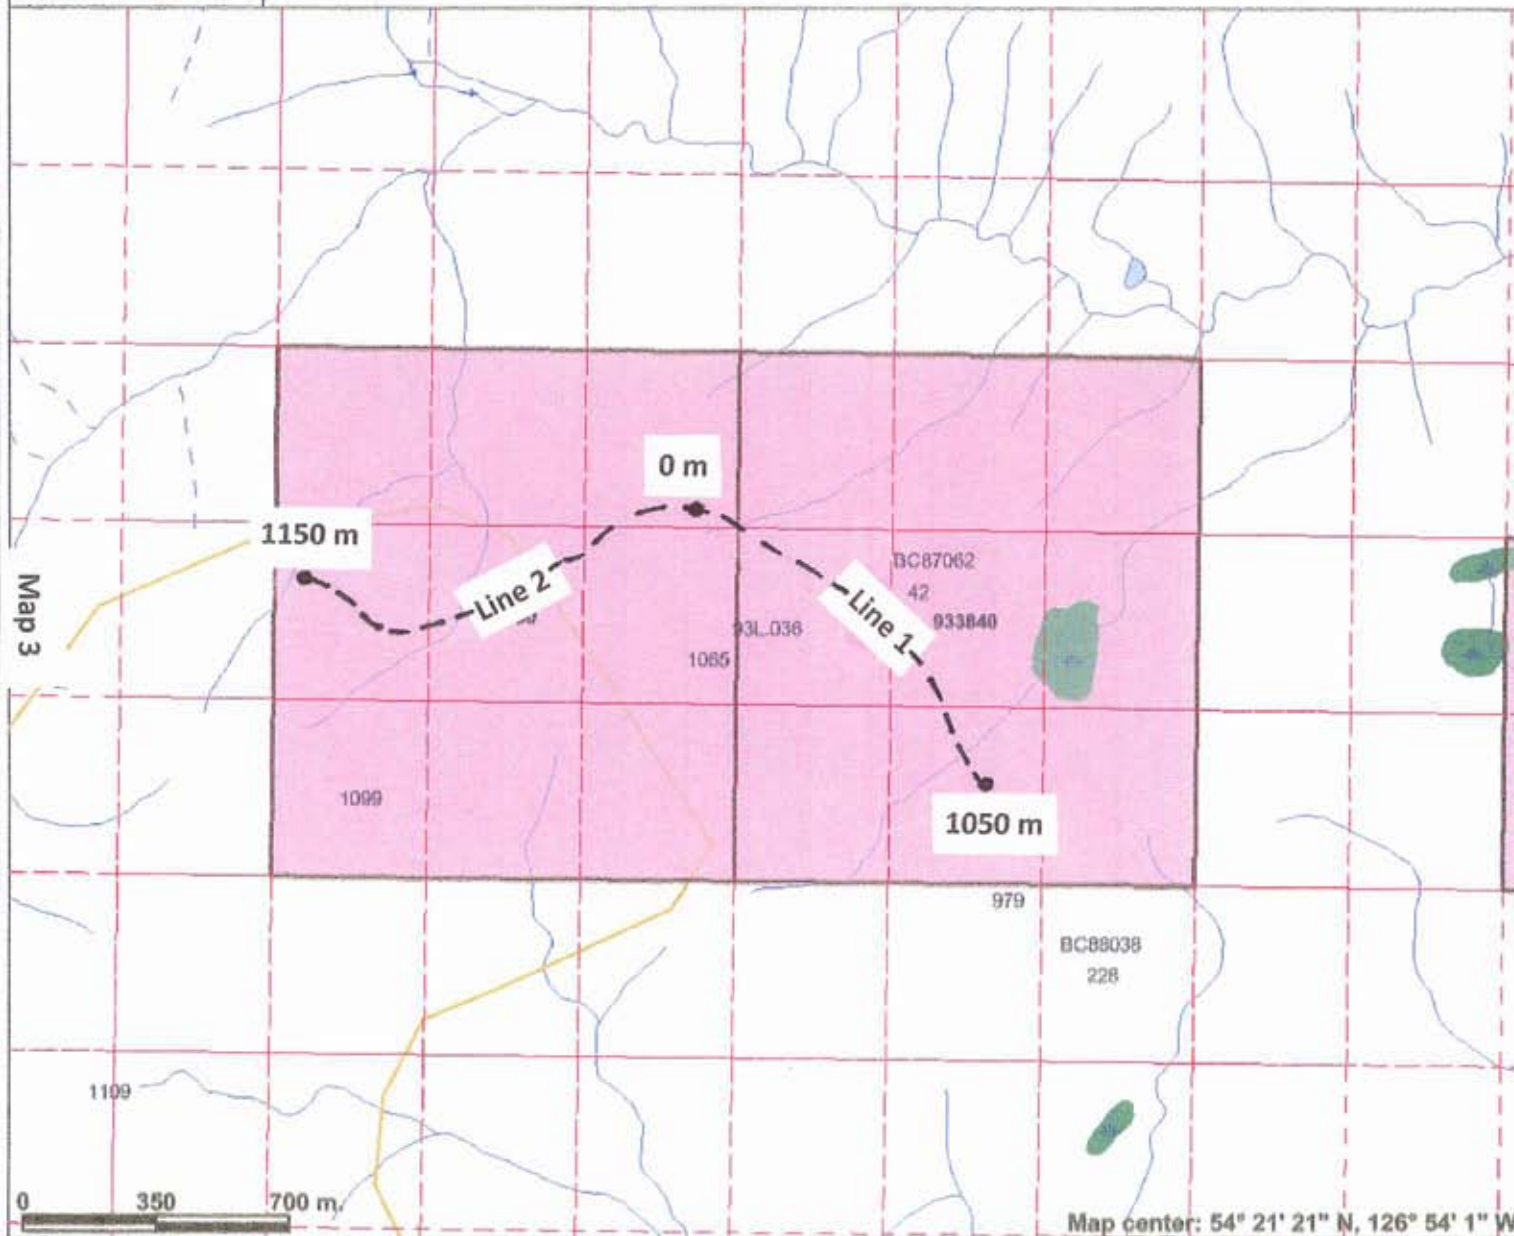 0 m
1150 m
BC87062
42
Line 2
Line 1
933840
93L.036
1065
Map 3
1099
1050 m
979
BC88038
228
1109
0 350 700 m.
Map center: 54° 21' 21" N, 126° 54' 1" W